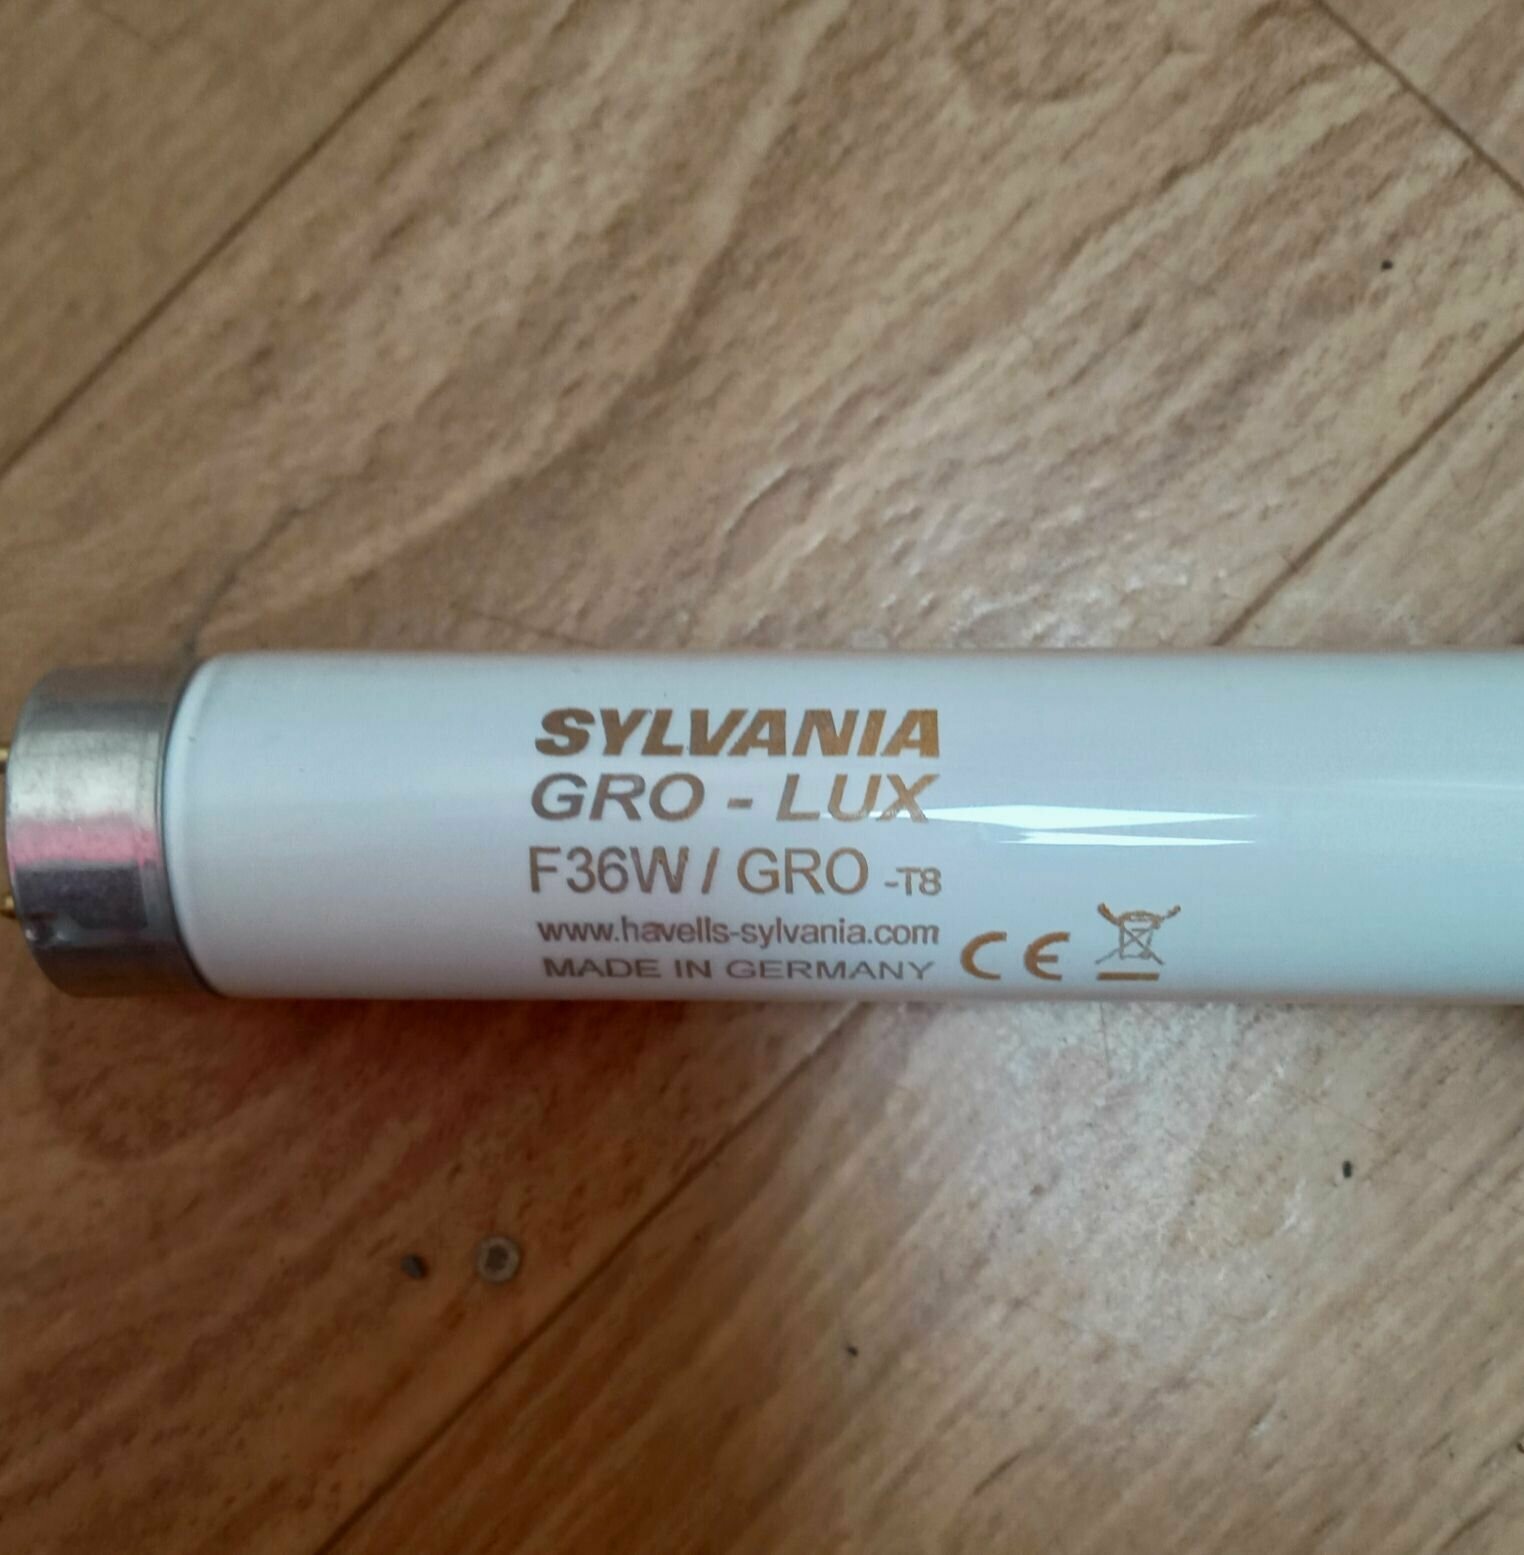 SYLVANIA
GRO - LUX
F36W / GRO -T8
www.havells-sylvania.com
MADE IN GERMANY CE